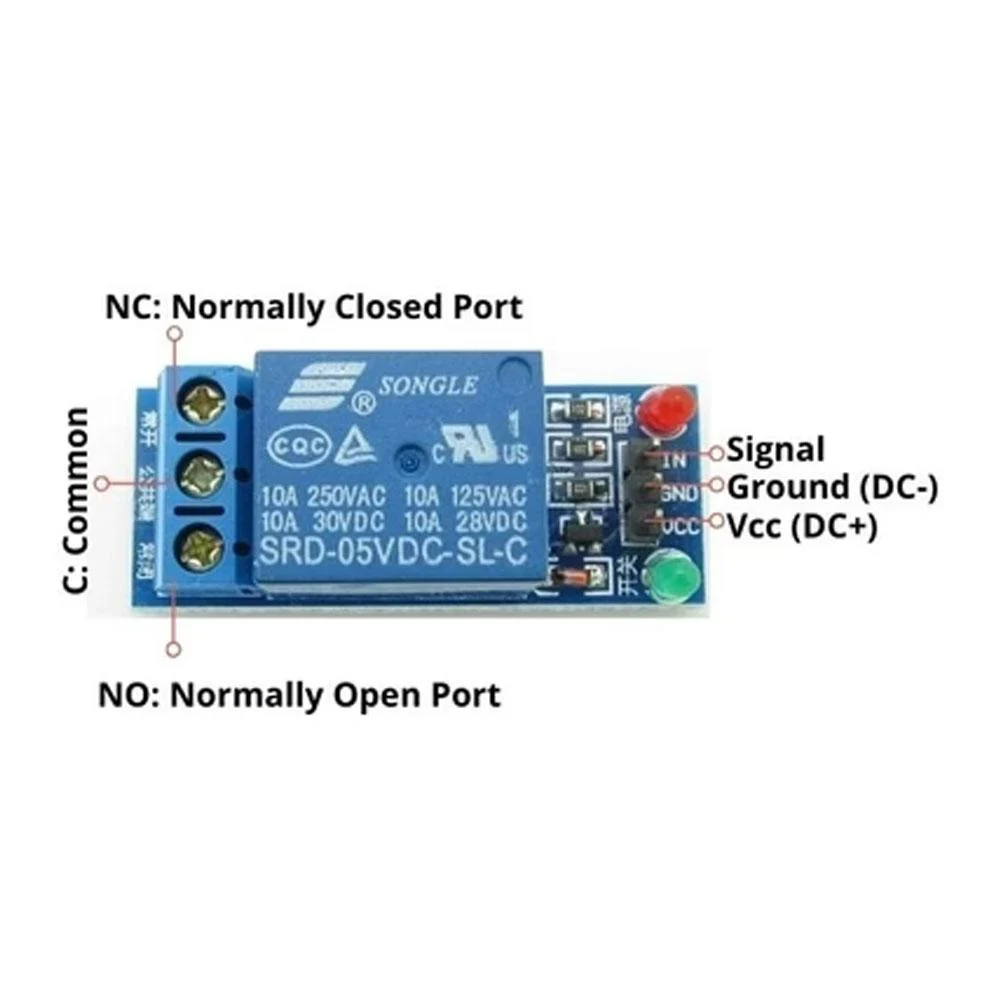 NC: Normally Closed Port
C: Common
常开
公共端
常闭
® SONGLE
CQC
C US
10A 250VAC 10A 125VAC
10A 30VDC 10A 28VDC
SRD-05VDC-SL-C
电源
IN
GND
VCC
开关
Signal
Ground (DC-)
Vcc (DC+)
NO: Normally Open Port